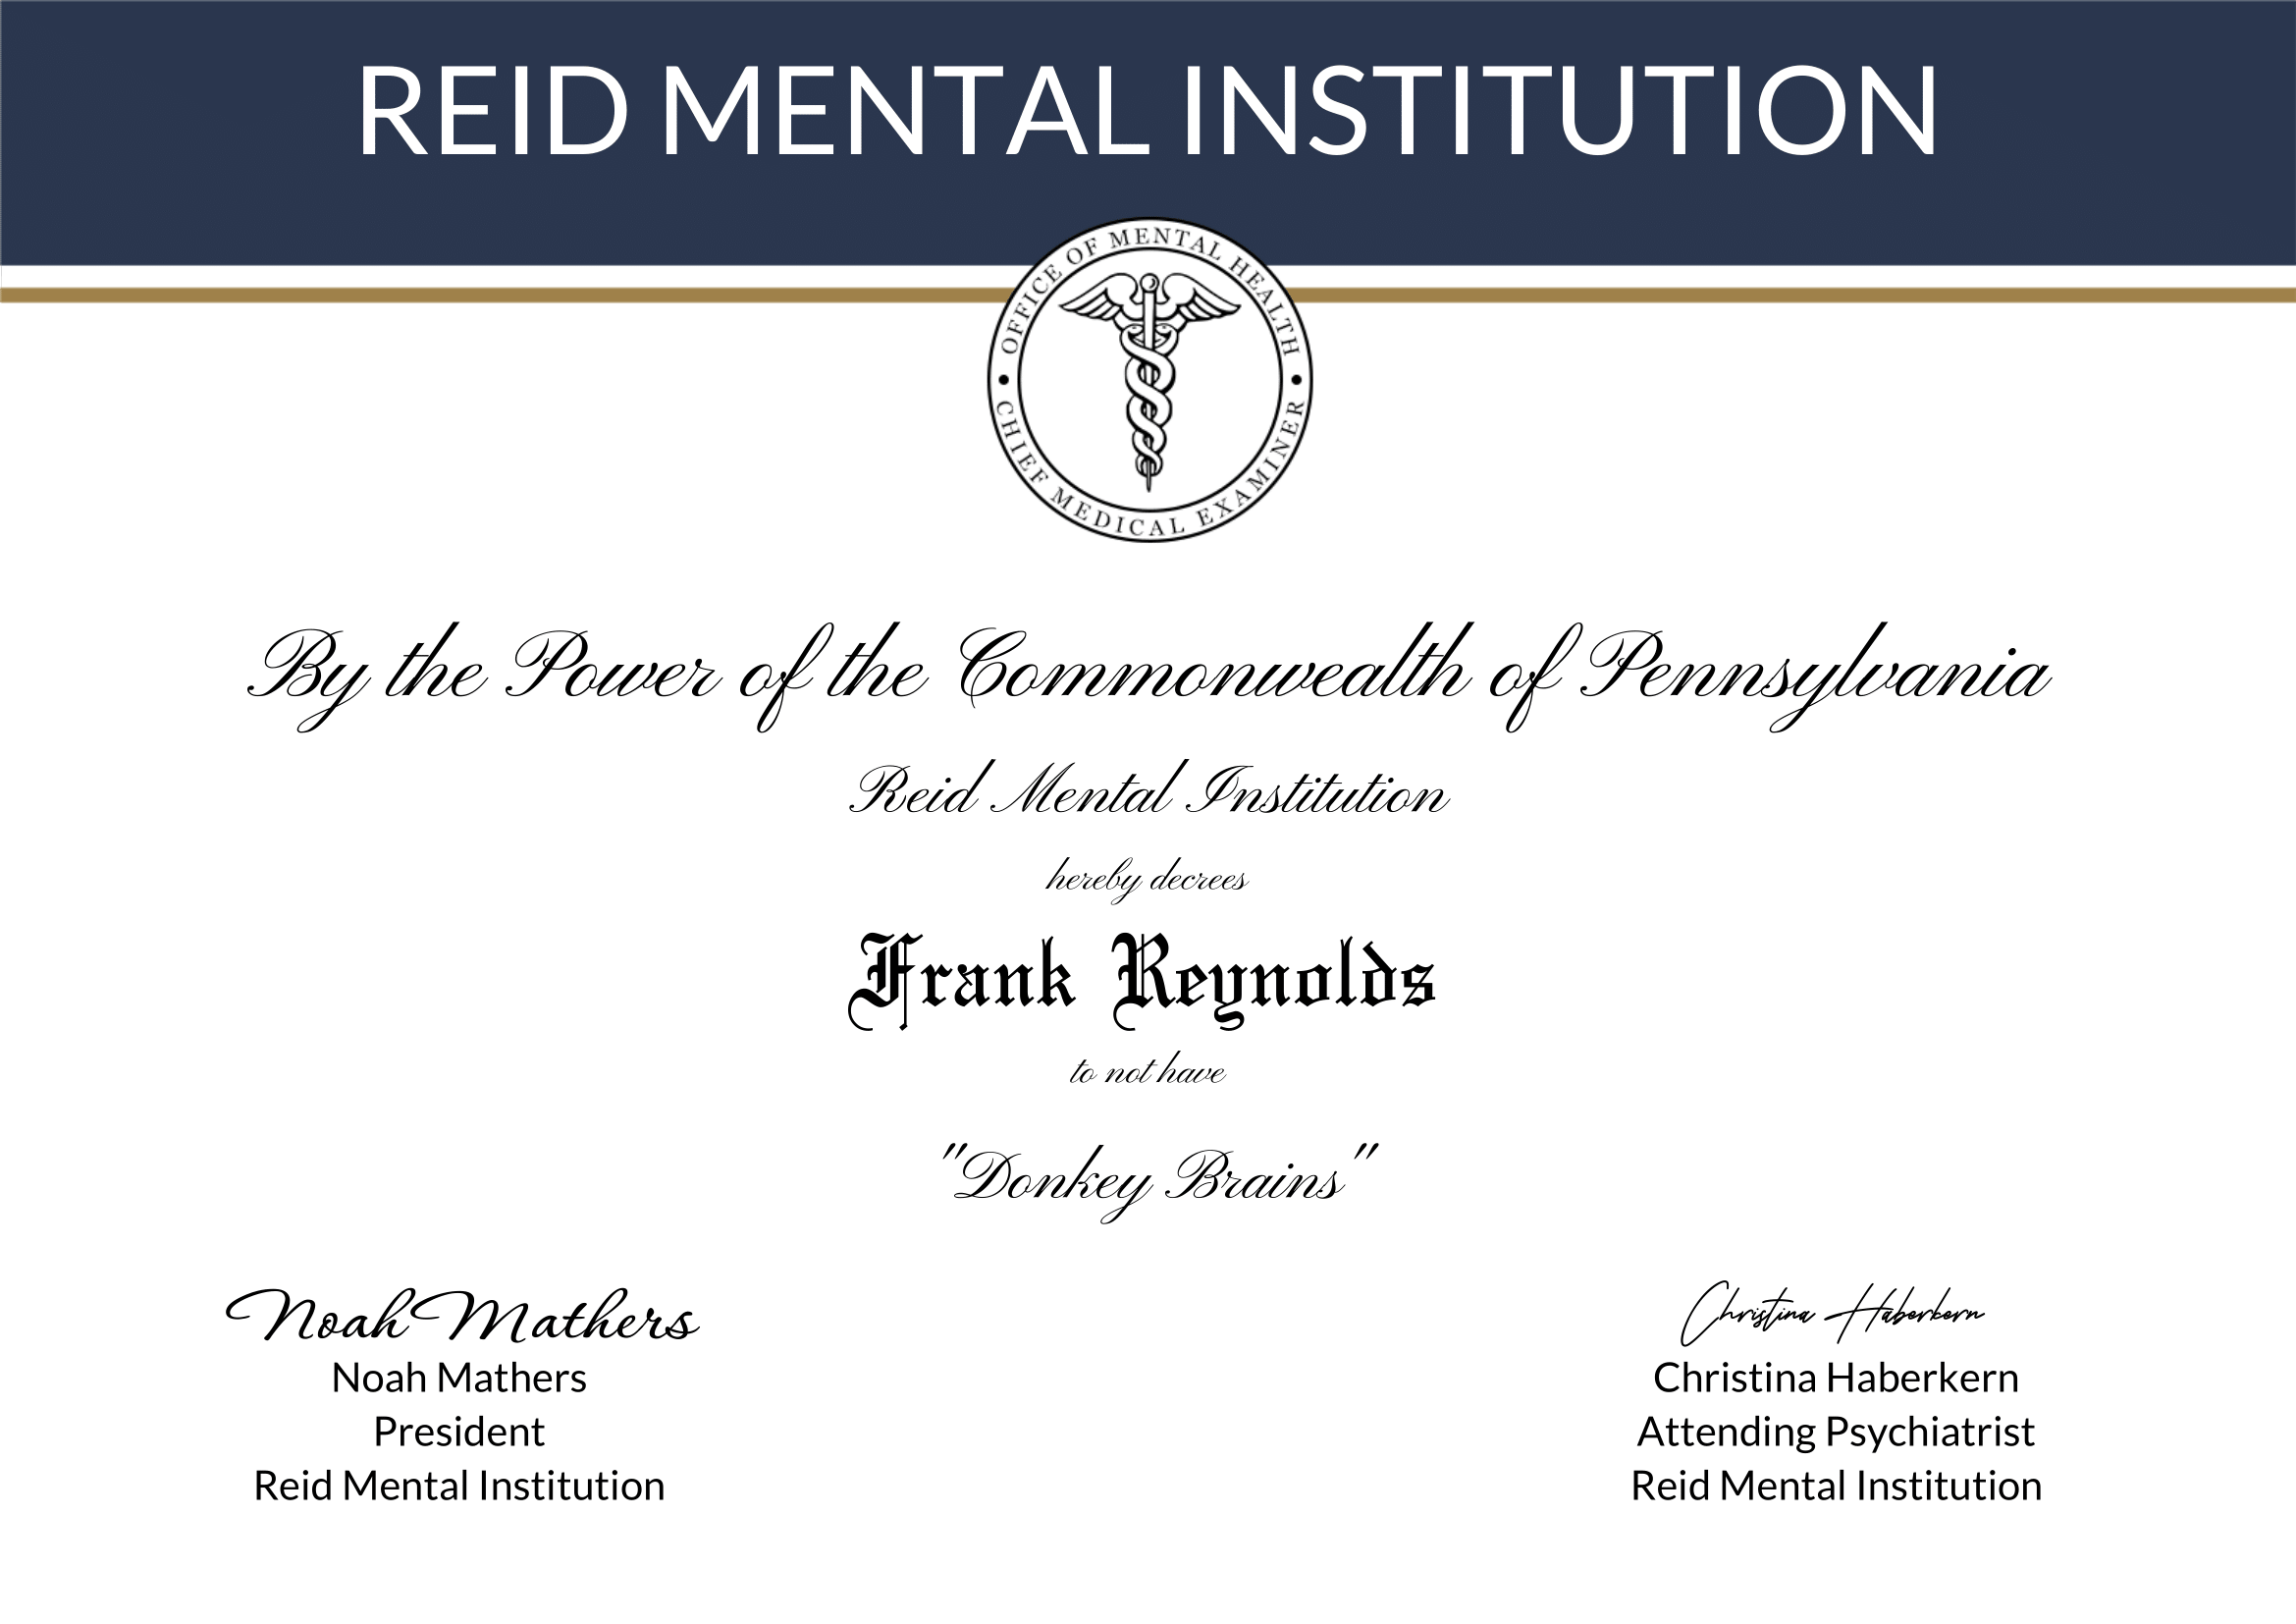 REID MENTAL INSTITUTION
OFFICE OF MENTAL HEALTH
CHIEF MEDICAL EXAMINER
By the Power of the Commonwealth of Pennsylvania
Reid Mental Institution
hereby decrees
Frank Reynolds
to not have
"Donkey Brains"
Noah Mathers
Noah Mathers
President
Reid Mental Institution
Christina Haberkern
Christina Haberkern
Attending Psychiatrist
Reid Mental Institution